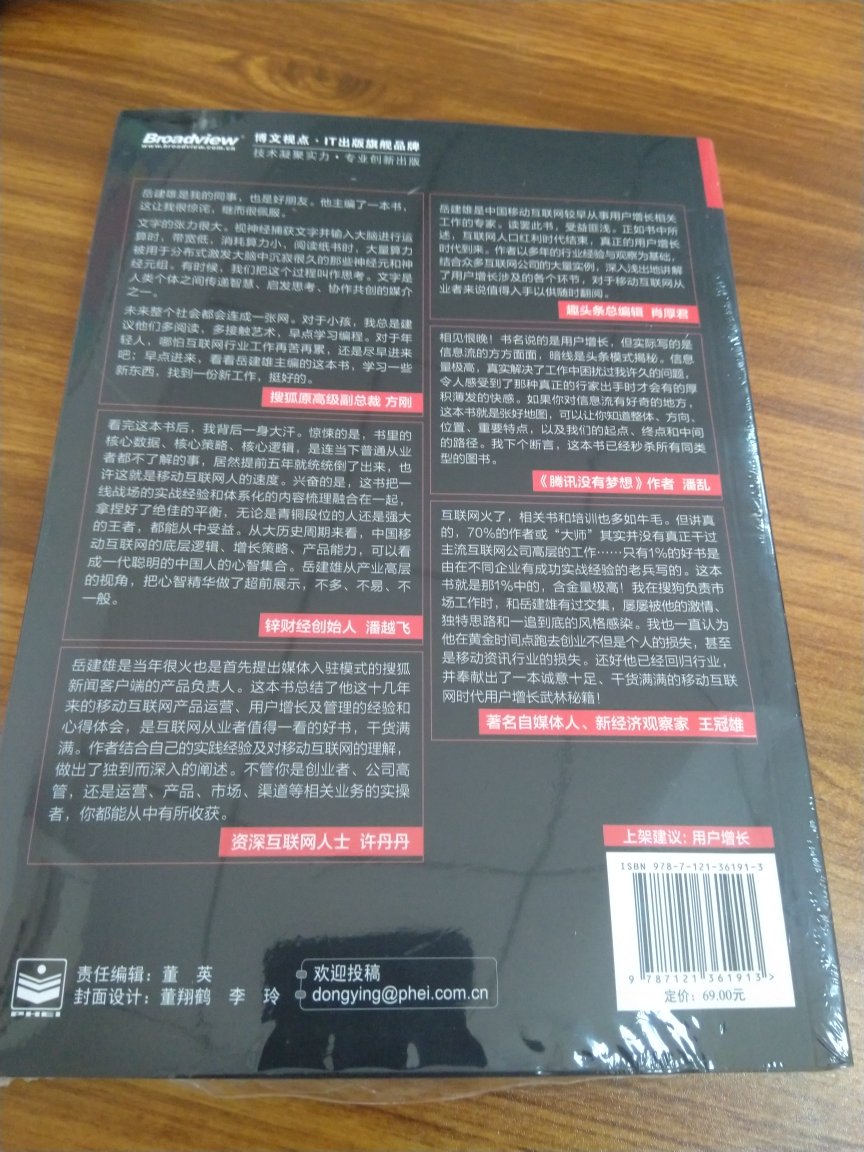 Broadview
www.broadview.com.cn
博文视点·IT出版旗舰品牌
技术凝聚实力·专业创新出版
岳建雄是我的同事，也是好朋友。他主编了一本书，
这让我很惊诧，继而很佩服。
文字的张力很大。视神经捕获文字并输入大脑进行运
算时，带宽低，消耗算力小，阅读纸书时，大量算力
被用于分布式激发大脑中沉寂很久的那些神经元和神
经元组。有时候，我们把这个过程叫作思考。文字是
人类个体之间传递智慧、启发思考、协作共创的媒介
之一。
未来整个社会都会连成一张网。对于小孩，我总是建
议他们多阅读，多接触艺术，早点学习编程。对于年
轻人，哪怕互联网行业工作再苦再累，还是尽早进来
吧；早点进来，看看岳建雄主编的这本书，学习一些
新东西，找到一份新工作，挺好的。
搜狐原高级副总裁 方刚
看完这本书后，我背后一身大汗。惊悚的是，书里的
核心数据、核心策略、核心逻辑，是连当下普通从业
者都不了解的事，居然提前五年就统统倒了出来，也
许这就是移动互联网人的速度。兴奋的是，这书把一
线战场的实战经验和体系化的内容梳理融合在一起，
拿捏好了绝佳的平衡，无论是青铜段位的人还是强大
的王者，都能从中受益。从大历史周期来看，中国移
动互联网的底层逻辑、增长策略、产品能力，可以看
成一代聪明的中国人的心智集合。岳建雄从产业高层
的视角，把心智精华做了超前展示，不多、不易、不
一般。
锌财经创始人 潘越飞
岳建雄是当年很火也是首先提出媒体入驻模式的搜狐
新闻客户端的产品负责人。这本书总结了他这十几年
来的移动互联网产品运营、用户增长及管理的经验和
心得体会，是互联网从业者值得一看的好书，干货满
满。作者结合自己的实践经验及对移动互联网的理解，
做出了独到而深入的阐述。不管你是创业者、公司高
管，还是运营、产品、市场、渠道等相关业务的实操
者，你都能从中有所收获。
资深互联网人士 许丹丹
岳建雄是中国移动互联网较早从事用户增长相关
工作的专家。读罢此书，受益匪浅。正如书中所
述，互联网人口红利时代结束，真正的用户增长
时代到来。作者以多年的行业经验与观察为基础，
结合众多互联网公司的大量实例，深入浅出地讲解
了用户增长涉及的各个环节，对于移动互联网从
业者来说值得入手以供随时翻阅。
趣头条总编辑 肖厚君
相见恨晚！书名说的是用户增长，但实际写的是
信息流的方方面面，暗线是头条模式揭秘。信息
量极高，真实解决了工作中困扰过我许久的问题，
令人感受到了那种真正的行家出手时才会有的厚
积薄发的快感。如果你对信息流有好奇的地方，
这本书就是张好地图，可以让你知道整体、方向、
位置、重要特点，以及我们的起点、终点和中间
的路径。我下个断言，这本书已经秒杀所有同类
型的图书。
《腾讯没有梦想》作者 潘乱
互联网火了，相关书和培训也多如牛毛。但讲真
的，70%的作者或“大师”其实并没有真正干过
主流互联网公司高层的工作……只有1%的好书是
由在不同企业有成功实战经验的老兵写的。这本
书就是那1%中的，含金量极高！我在搜狗负责市
场工作时，和岳建雄有过交集，屡屡被他的激情、
独特思路和一追到底的风格感染。我也一直认为
他在黄金时间点跑去创业不但是个人的损失，甚至
是移动资讯行业的损失。还好他已经回归行业，
并奉献出了一本诚意十足、干货满满的移动互联
网时代用户增长武林秘籍！
著名自媒体人、新经济观察家 王冠雄
上架建议：用户增长
ISBN 978-7-121-36191-3
9 787121 361913 >
定价：69.00元
PHEI
责任编辑：董 英
封面设计：董翔鹤 李 玲
欢迎投稿
dongying@phei.com.cn